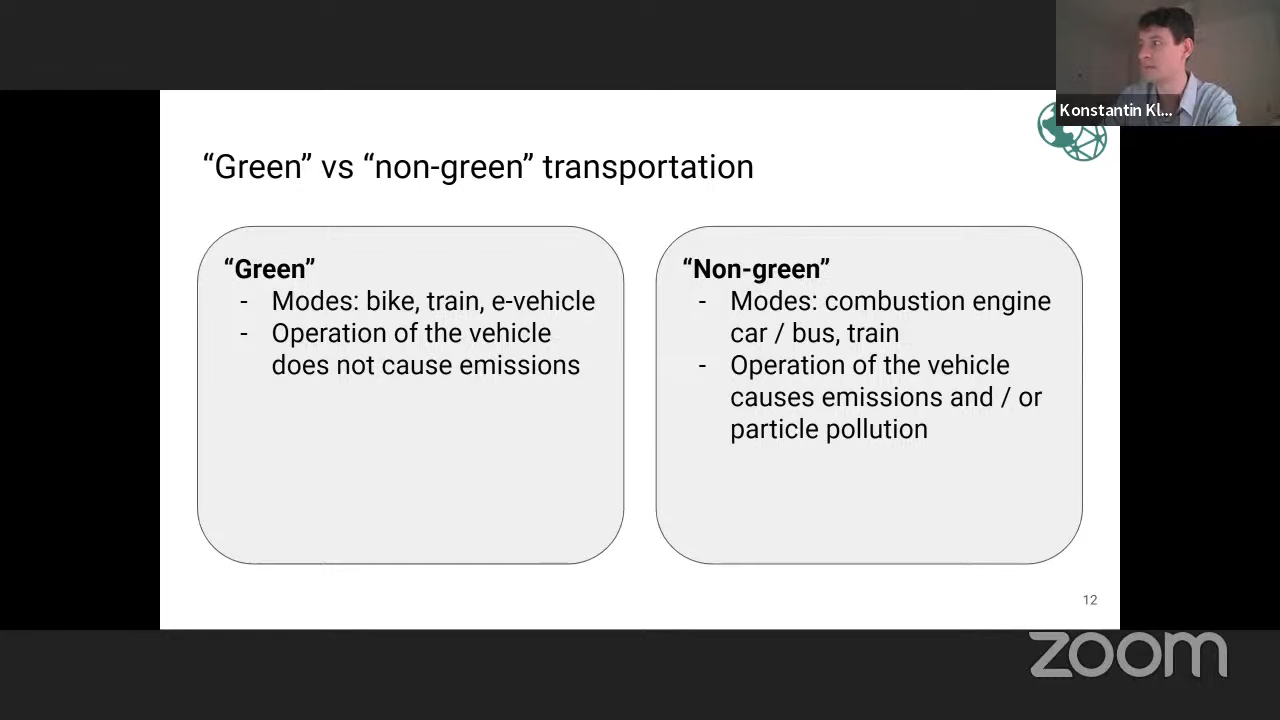 Konstantin Kl...
“Green” vs “non-green” transportation
“Green”
- Modes: bike, train, e-vehicle
- Operation of the vehicle
does not cause emissions
“Non-green”
- Modes: combustion engine
car / bus, train
- Operation of the vehicle
causes emissions and / or
particle pollution
12
zoom